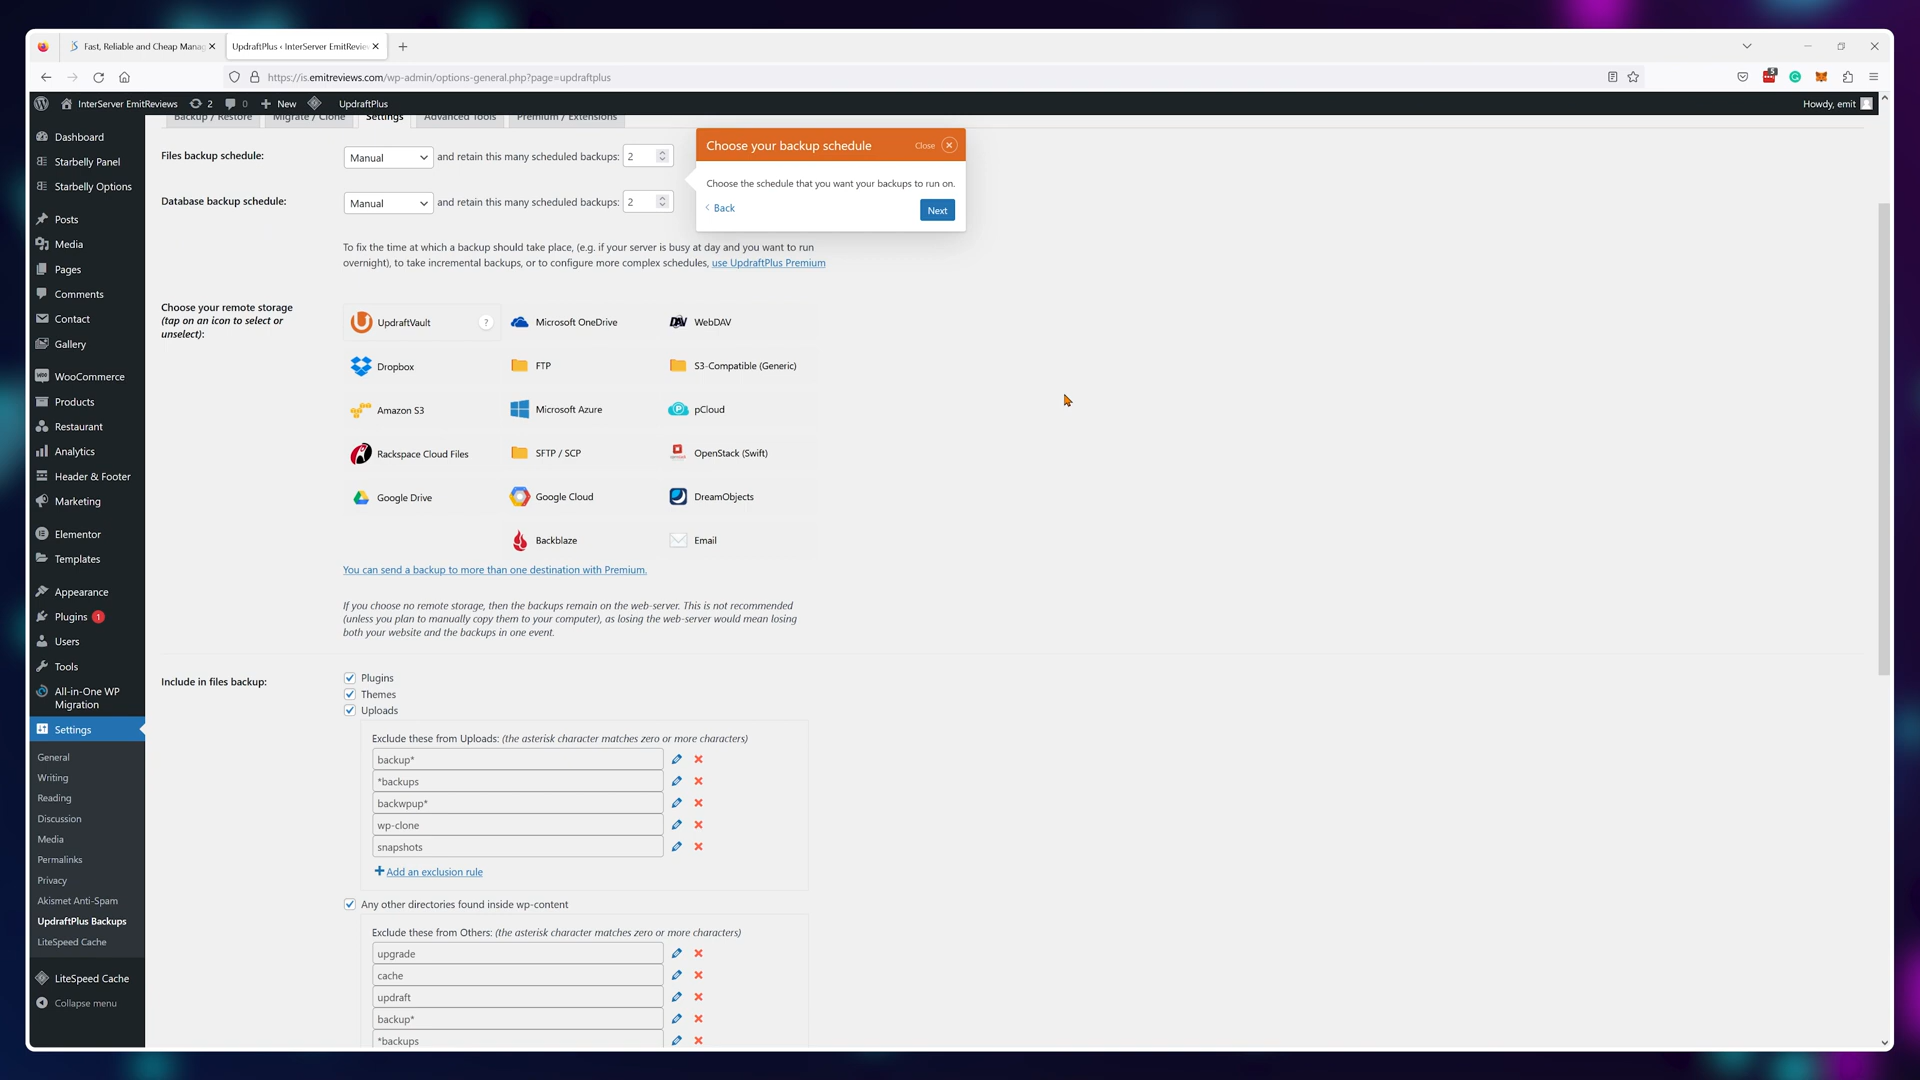 Fast, Reliable and Cheap Mana
UpdraftPlus ‹ InterServer EmitRevie
https://is.emitreviews.com/wp-admin/options-general.php?page=updraftplus
5
InterServer EmitReviews
2
0
New
UpdraftPlus
Howdy, emit
Backup / Restore
Migrate / Clone
Settings
Advanced Tools
Premium / Extensions
Dashboard
Starbelly Panel
Starbelly Options
Posts
Media
Pages
Comments
Contact
Gallery
WooCommerce
Products
Restaurant
Analytics
Header & Footer
Marketing
Elementor
Templates
Appearance
Plugins 1
Users
Tools
All-in-One WP
Migration
Settings
General
Writing
Reading
Discussion
Media
Permalinks
Privacy
Akismet Anti-Spam
UpdraftPlus Backups
LiteSpeed Cache
LiteSpeed Cache
Collapse menu
Files backup schedule:
Manual
and retain this many scheduled backups:
2
Database backup schedule:
Manual
and retain this many scheduled backups:
2
Choose your backup schedule
Close
Choose the schedule that you want your backups to run on.
Back
Next
To fix the time at which a backup should take place, (e.g. if your server is busy at day and you want to run
overnight), to take incremental backups, or to configure more complex schedules, use UpdraftPlus Premium
Choose your remote storage
(tap on an icon to select or
unselect):
UpdraftVault
?
Microsoft OneDrive
DAV
WebDAV
Dropbox
FTP
S3-Compatible (Generic)
Amazon S3
Microsoft Azure
pCloud
Rackspace Cloud Files
SFTP / SCP
OpenStack (Swift)
Google Drive
Google Cloud
DreamObjects
Backblaze
Email
You can send a backup to more than one destination with Premium.
If you choose no remote storage, then the backups remain on the web-server. This is not recommended
(unless you plan to manually copy them to your computer), as losing the web-server would mean losing
both your website and the backups in one event.
Include in files backup:
Plugins
Themes
Uploads
Exclude these from Uploads: (the asterisk character matches zero or more characters)
backup*
*backups
backwpup*
wp-clone
snapshots
Add an exclusion rule
Any other directories found inside wp-content
Exclude these from Others: (the asterisk character matches zero or more characters)
upgrade
cache
updraft
backup*
*backups